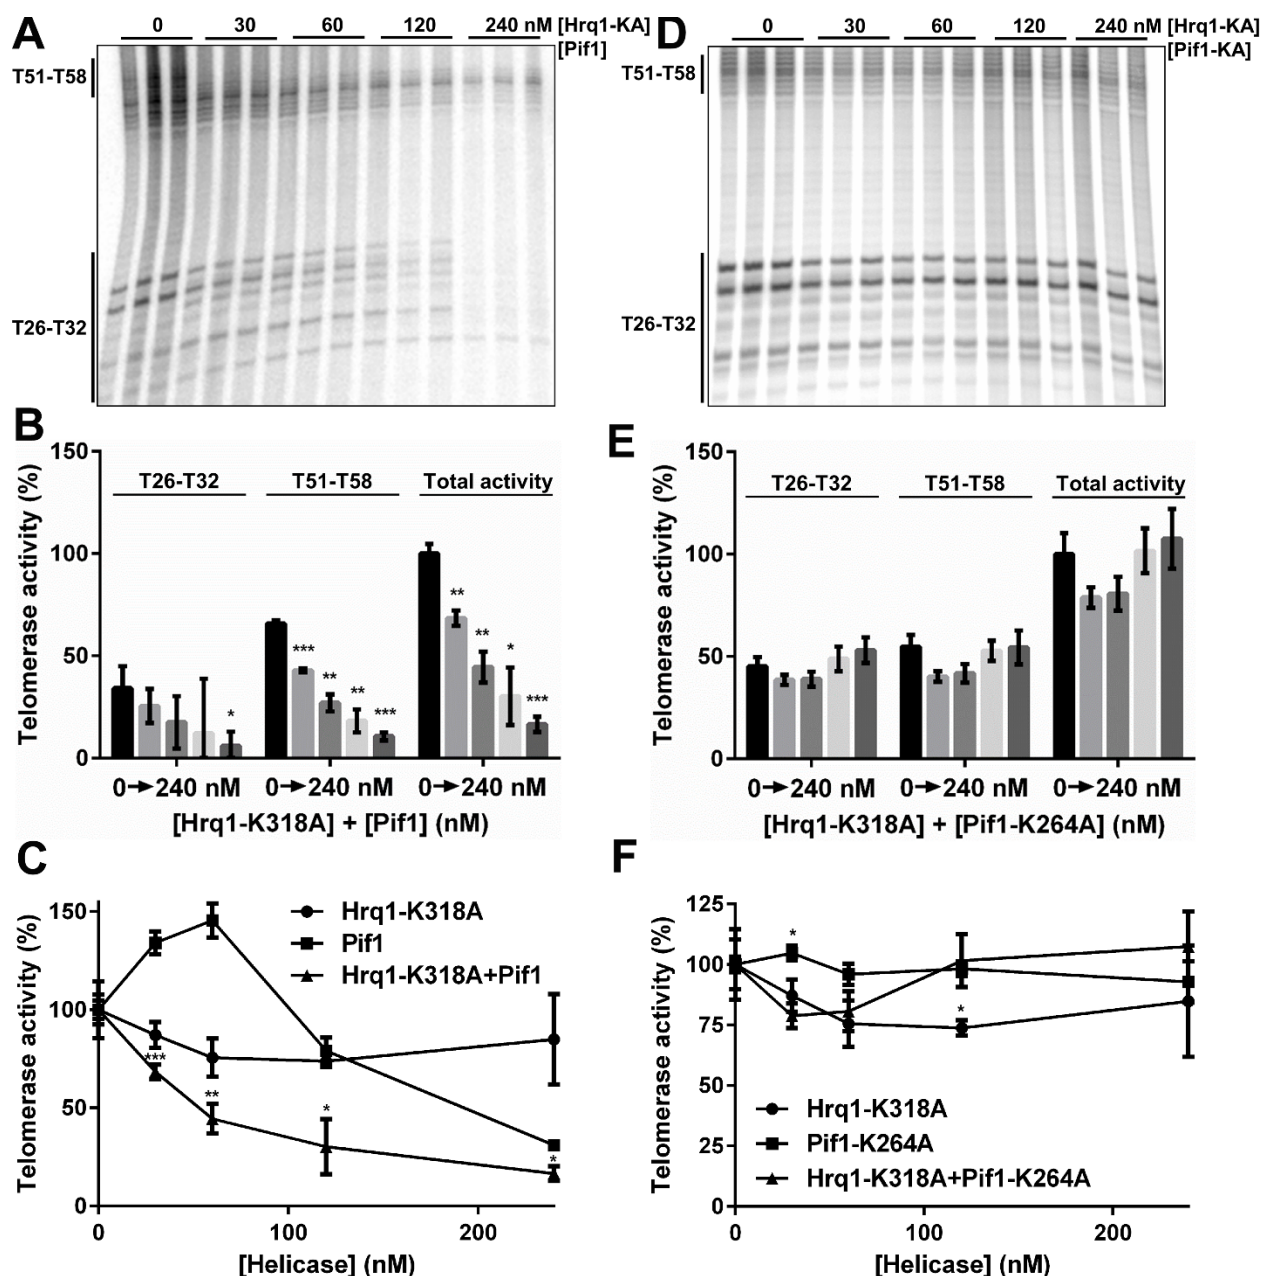 A
0 30 60 120 240 nM [Hrq1-KA]
[Pif1]
T51-T58
T26-T32
B
Telomerase activity (%)
150
100
50
0
T26-T32 T51-T58 Total activity
*
*** ** ** ***
** ** * ***
0→240 nM 0→240 nM 0→240 nM
[Hrq1-K318A] + [Pif1] (nM)
C
Telomerase activity (%)
150
100
50
0
Hrq1-K318A
Pif1
Hrq1-K318A+Pif1
***
**
*
*
0 100 200
[Helicase] (nM)
D
0 30 60 120 240 nM [Hrq1-KA]
[Pif1-KA]
T51-T58
T26-T32
E
Telomerase activity (%)
150
100
50
0
T26-T32 T51-T58 Total activity
0→240 nM 0→240 nM 0→240 nM
[Hrq1-K318A] + [Pif1-K264A] (nM)
F
Telomerase activity (%)
125
100
75
50
25
0
*
*
Hrq1-K318A
Pif1-K264A
Hrq1-K318A+Pif1-K264A
0 100 200
[Helicase] (nM)